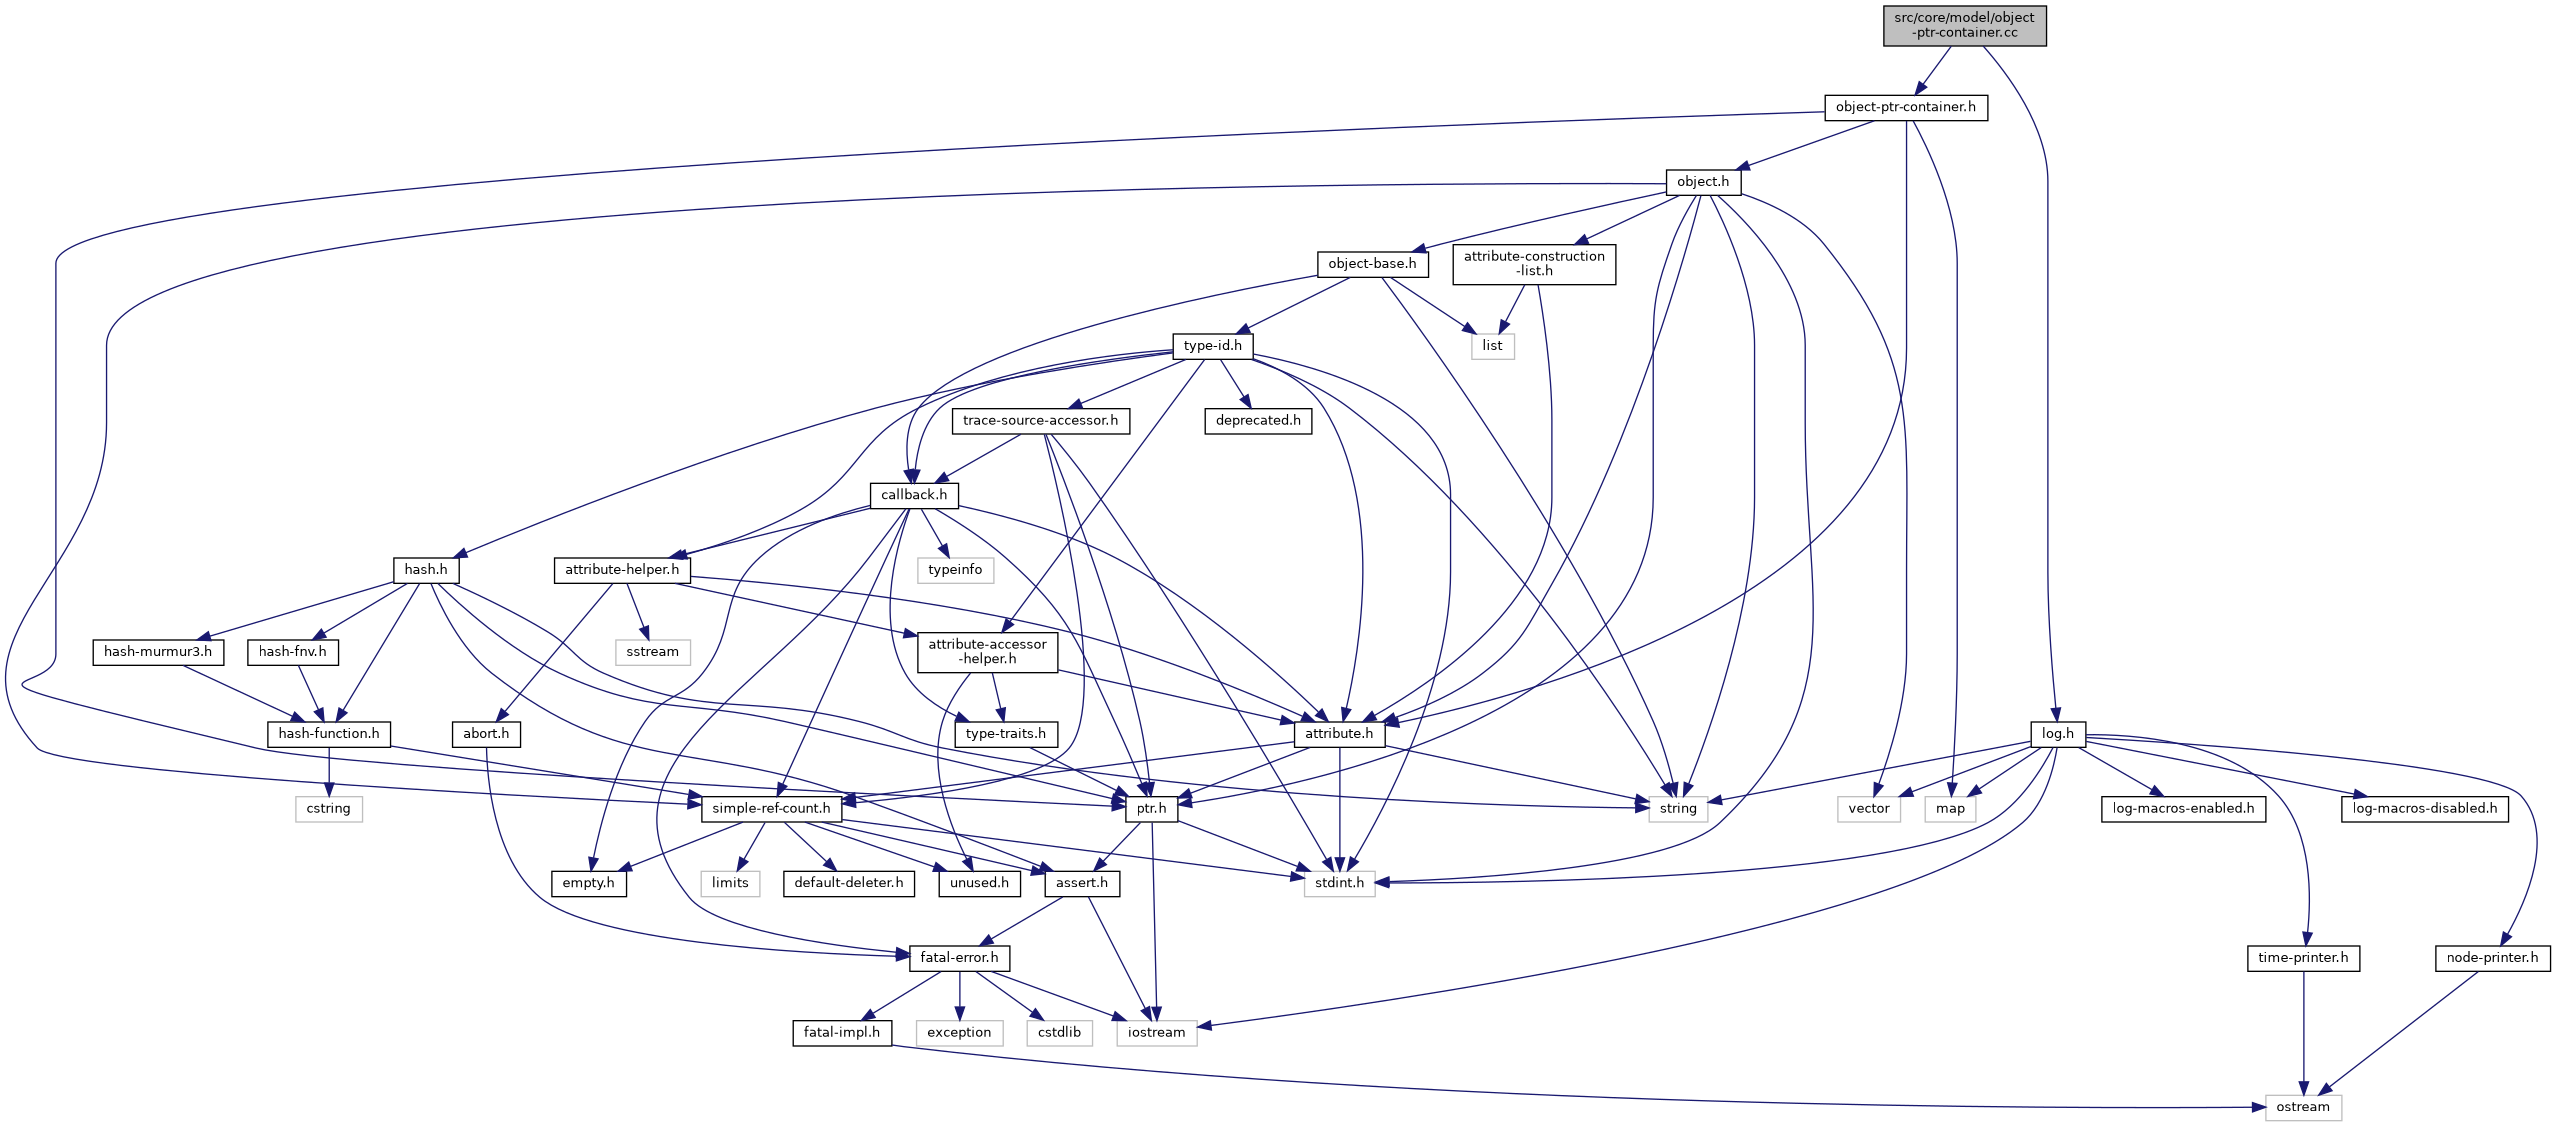 src/core/model/object
-ptr-container.cc
object-ptr-container.h
object.h
object-base.h
attribute-construction
-list.h
type-id.h
list
trace-source-accessor.h
deprecated.h
callback.h
hash.h
attribute-helper.h
typeinfo
hash-murmur3.h
hash-fnv.h
sstream
attribute-accessor
-helper.h
hash-function.h
abort.h
type-traits.h
attribute.h
log.h
cstring
simple-ref-count.h
ptr.h
string
vector
map
log-macros-enabled.h
log-macros-disabled.h
empty.h
limits
default-deleter.h
unused.h
assert.h
stdint.h
fatal-error.h
time-printer.h
node-printer.h
fatal-impl.h
exception
cstdlib
iostream
ostream